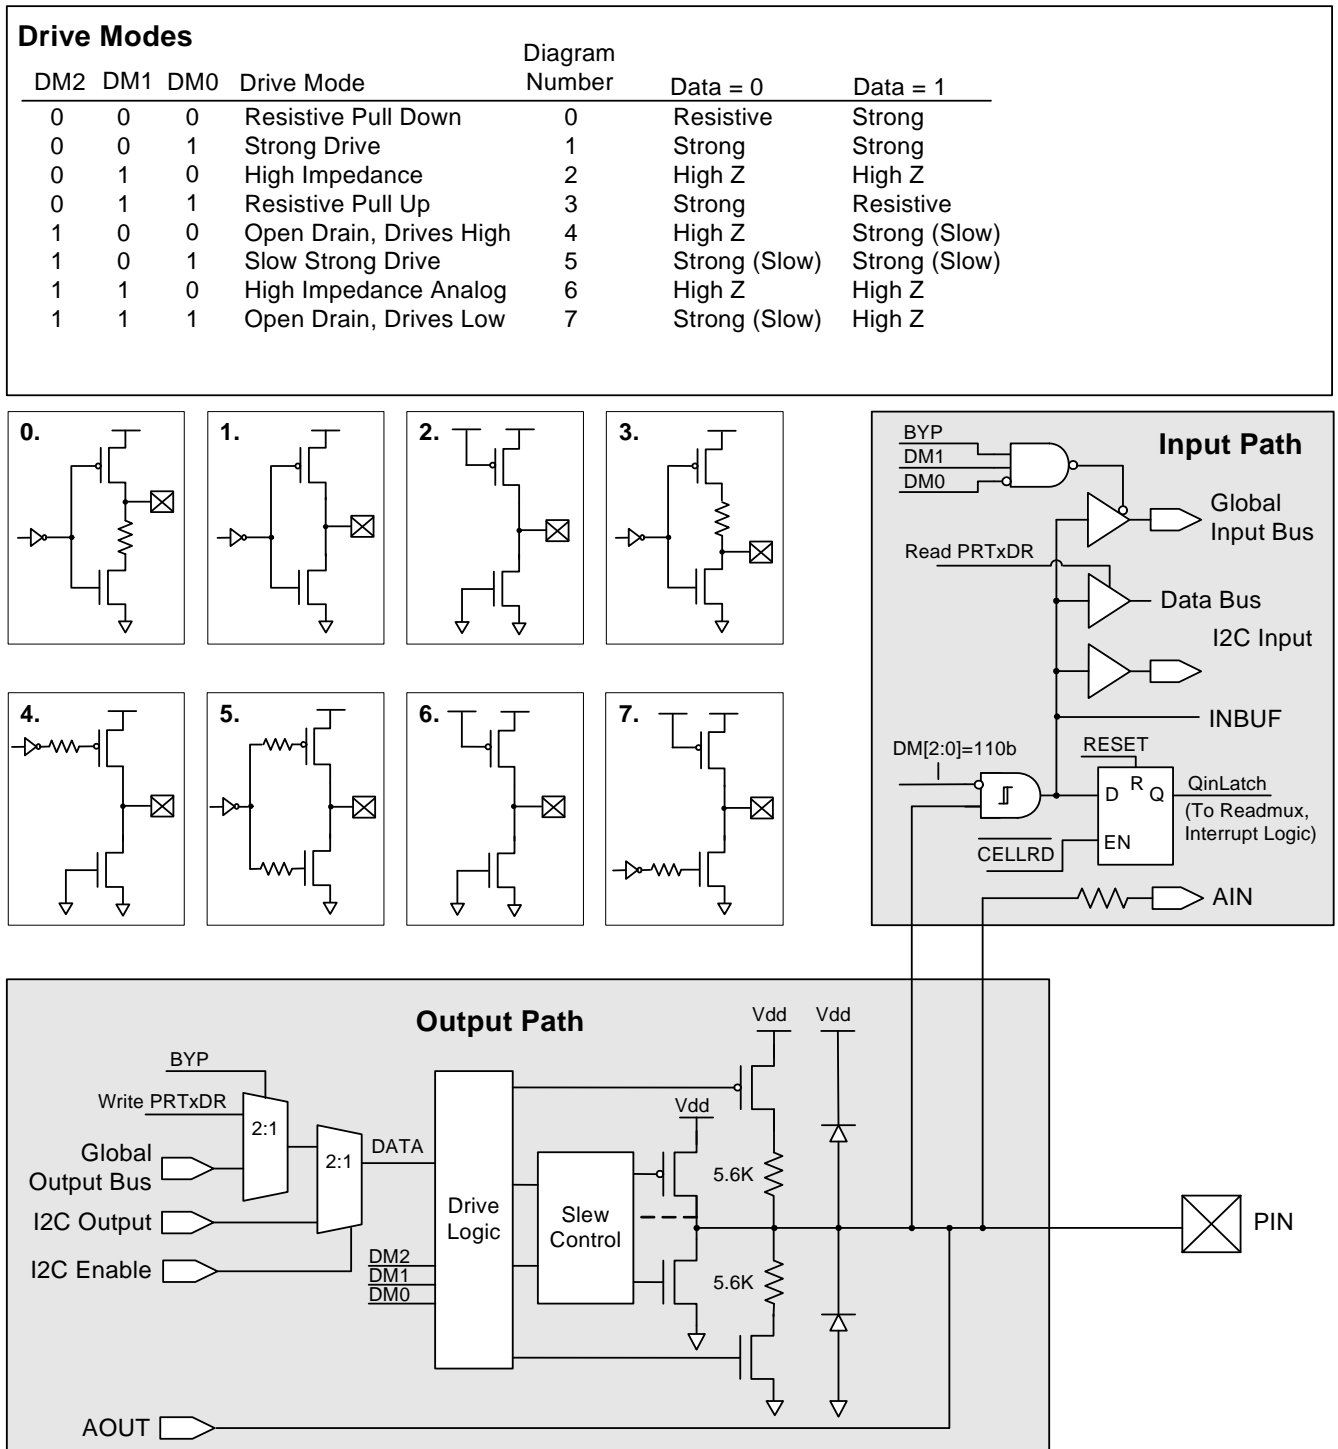 Drive Modes
DM2 DM1 DM0 Drive Mode Diagram Number Data = 0 Data = 1
0 0 0 Resistive Pull Down 0 Resistive Strong
0 0 1 Strong Drive 1 Strong Strong
0 1 0 High Impedance 2 High Z High Z
0 1 1 Resistive Pull Up 3 Strong Resistive
1 0 0 Open Drain, Drives High 4 High Z Strong (Slow)
1 0 1 Slow Strong Drive 5 Strong (Slow) Strong (Slow)
1 1 0 High Impedance Analog 6 High Z High Z
1 1 1 Open Drain, Drives Low 7 Strong (Slow) High Z
0. 1. 2. 3.
4. 5. 6. 7.
Input Path
BYP
DM1
DM0
Global
Input Bus
Read PRTxDR
Data Bus
I2C Input
INBUF
DM[2:0]=110b
RESET
D R Q
EN
QinLatch
(To Readmux,
Interrupt Logic)
CELLRD
AIN
Output Path
Vdd Vdd
BYP
Write PRTxDR
2:1
Global
Output Bus
2:1
DATA
I2C Output
I2C Enable
DM2
DM1
DM0
Drive
Logic
Slew
Control
Vdd
5.6K
5.6K
PIN
AOUT